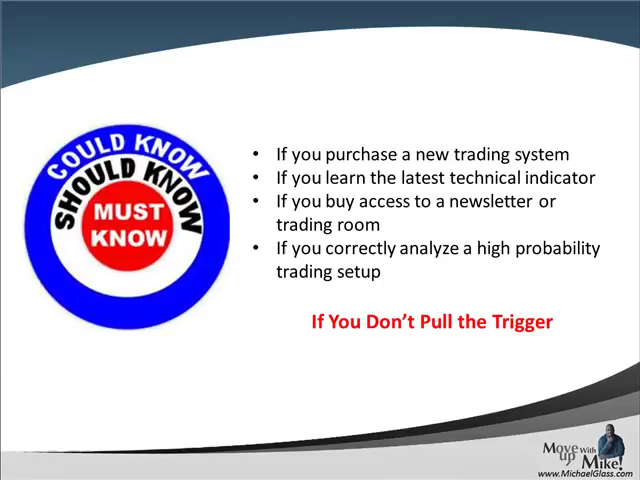 COULD KNOW
SHOULD KNOW
MUST
KNOW
• If you purchase a new trading system
• If you learn the latest technical indicator
• If you buy access to a newsletter or
trading room
• If you correctly analyze a high probability
trading setup
If You Don’t Pull the Trigger
Move up With Mike!
www.MichaelGlass.com